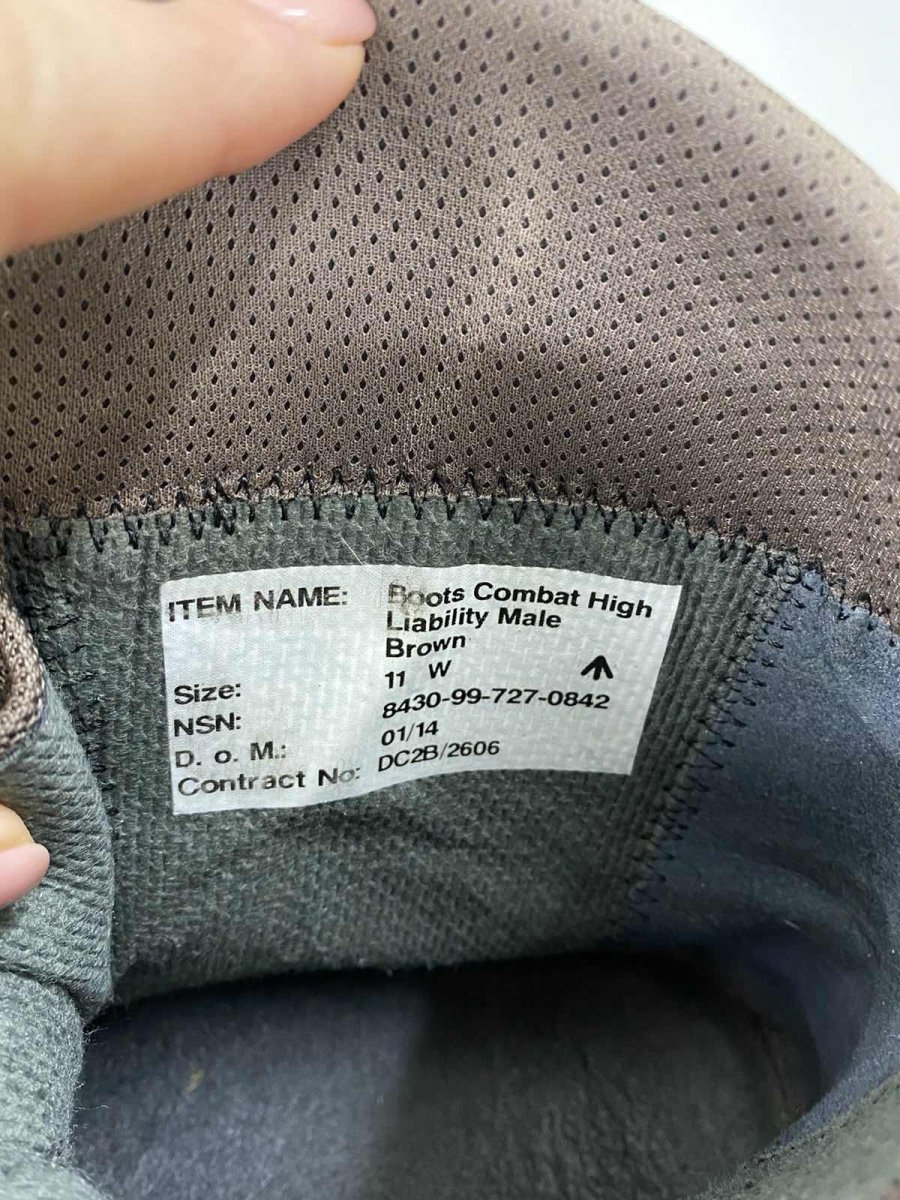 ITEM NAME: Boots Combat High
Liability Male
Brown
Size: 11 W
NSN: 8430-99-727-0842
D. o. M.: 01/14
Contract No: DC2B/2606